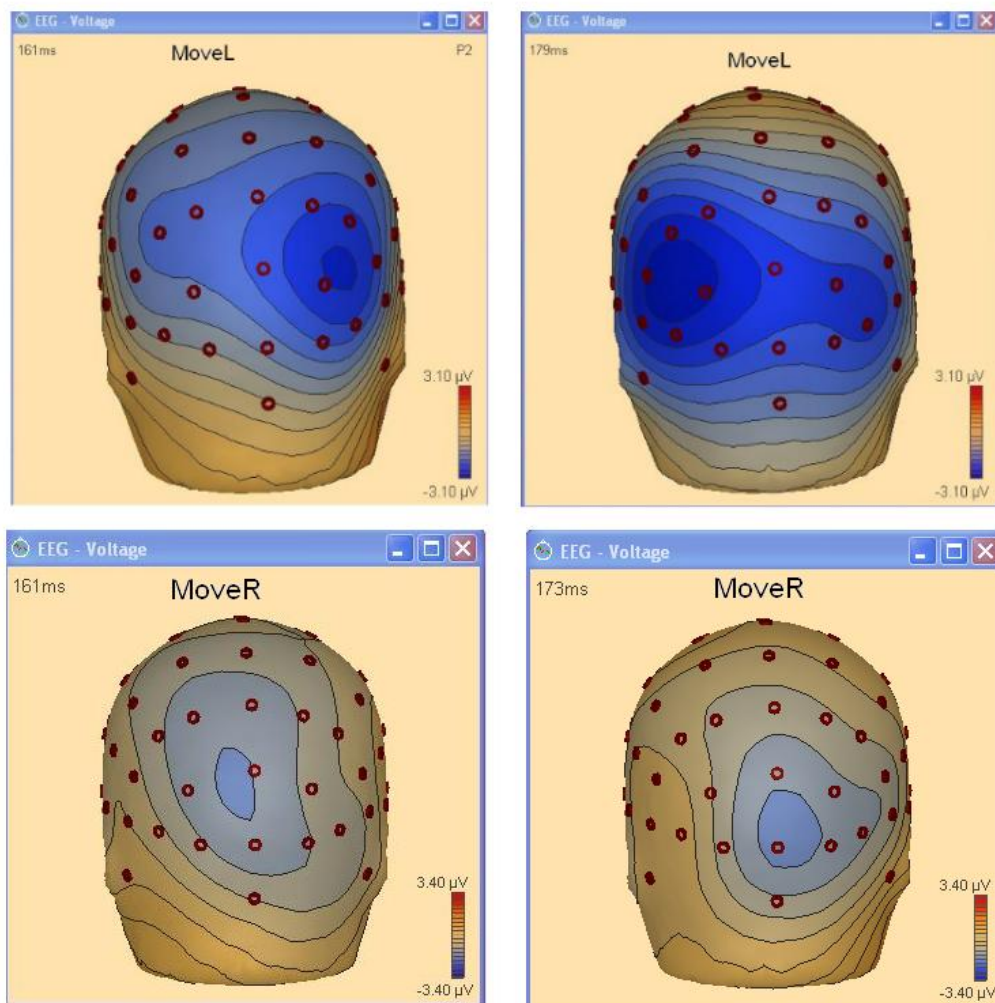 EEG - Voltage
161ms
MoveL
P2
3.10 µV
-3.10 µV
EEG - Voltage
179ms
MoveL
3.10 µV
-3.10 µV
EEG - Voltage
161ms
MoveR
3.40 µV
-3.40 µV
EEG - Voltage
173ms
MoveR
3.40 µV
-3.40 µV